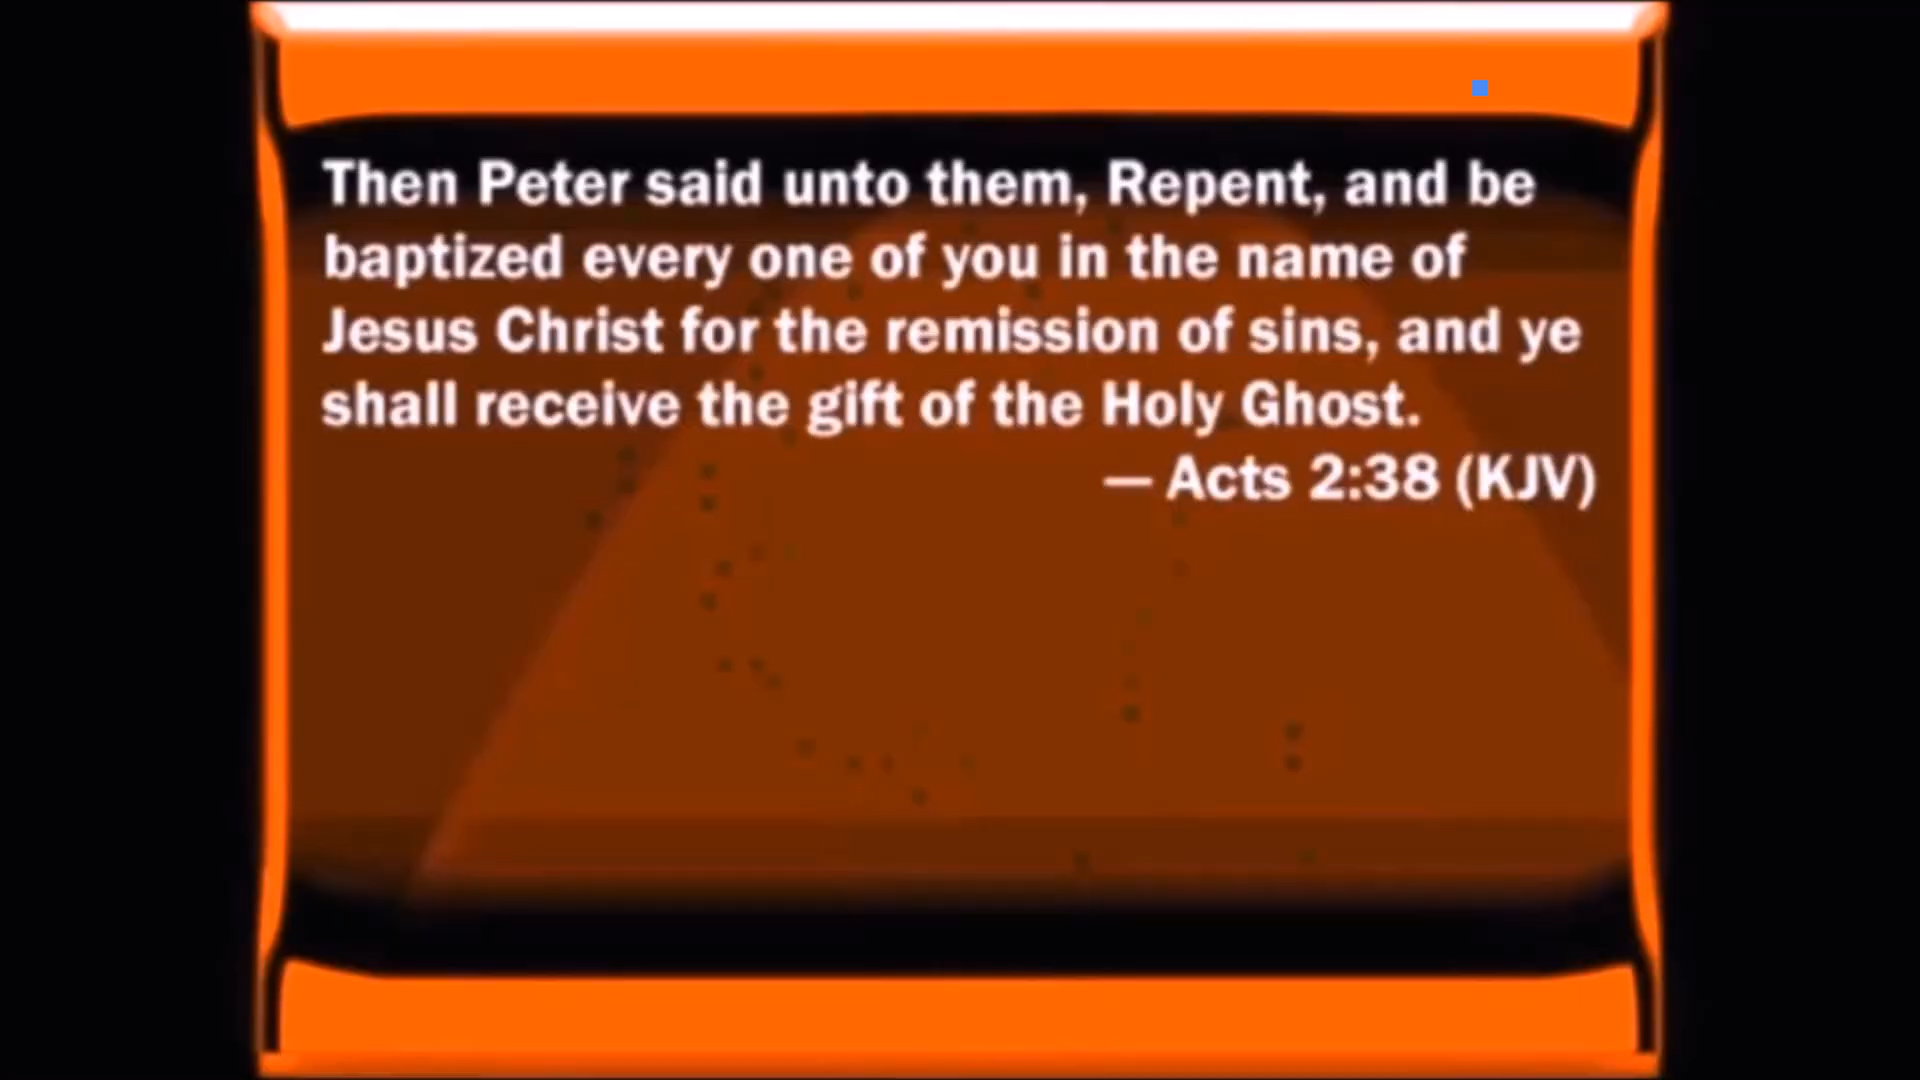 Then Peter said unto them, Repent, and be
baptized every one of you in the name of
Jesus Christ for the remission of sins, and ye
shall receive the gift of the Holy Ghost.
— Acts 2:38 (KJV)